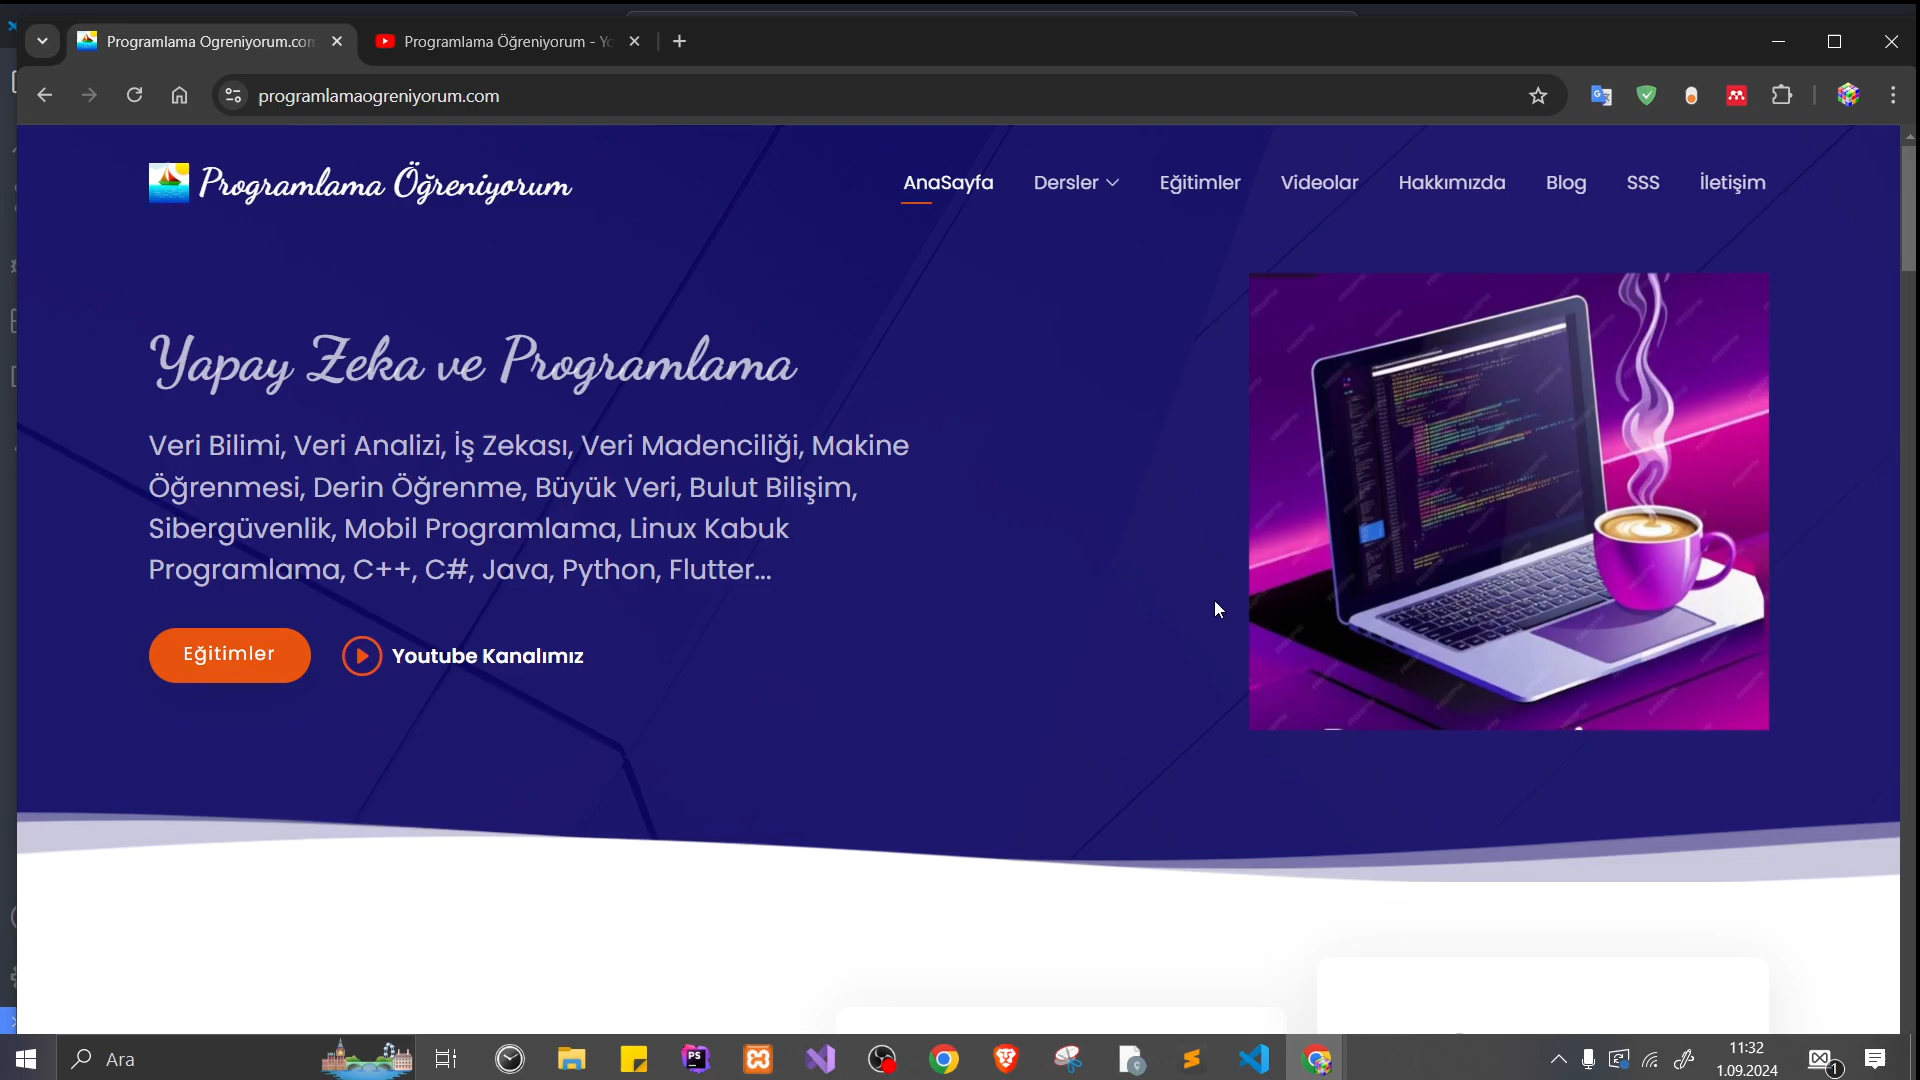 Programlama Ogreniyorum.com
Programlama Öğreniyorum - Yo
programlamaogreniyorum.com
Programlama Öğreniyorum
AnaSayfa
Dersler
Eğitimler
Videolar
Hakkımızda
Blog
SSS
İletişim
Yapay Zeka ve Programlama
Veri Bilimi, Veri Analizi, İş Zekası, Veri Madenciliği, Makine
Öğrenmesi, Derin Öğrenme, Büyük Veri, Bulut Bilişim,
Sibergüvenlik, Mobil Programlama, Linux Kabuk
Programlama, C++, C#, Java, Python, Flutter...
Eğitimler
Youtube Kanalımız
Ara
11:32
1.09.2024
1